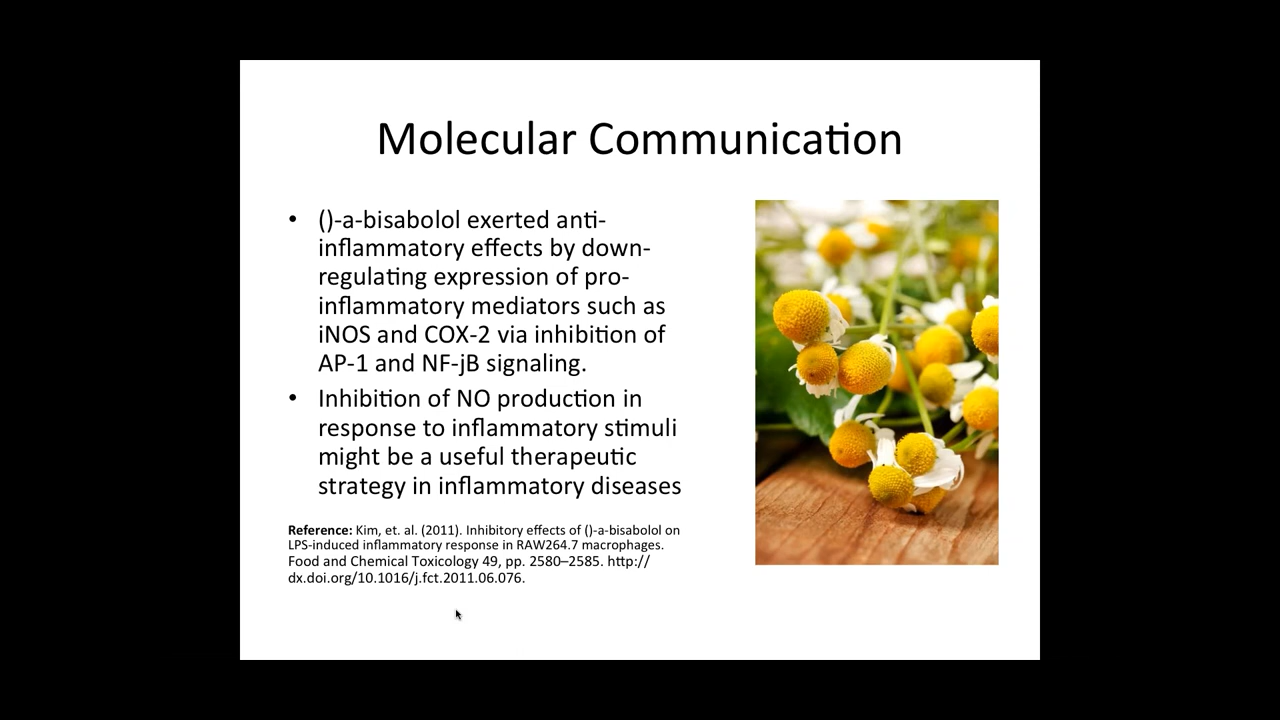 Molecular Communication
• ()-a-bisabolol exerted anti-
inflammatory effects by down-
regulating expression of pro-
inflammatory mediators such as
iNOS and COX-2 via inhibition of
AP-1 and NF-jB signaling.
• Inhibition of NO production in
response to inflammatory stimuli
might be a useful therapeutic
strategy in inflammatory diseases
Reference: Kim, et. al. (2011). Inhibitory effects of ()-a-bisabolol on
LPS-induced inflammatory response in RAW264.7 macrophages.
Food and Chemical Toxicology 49, pp. 2580–2585. http://
dx.doi.org/10.1016/j.fct.2011.06.076.